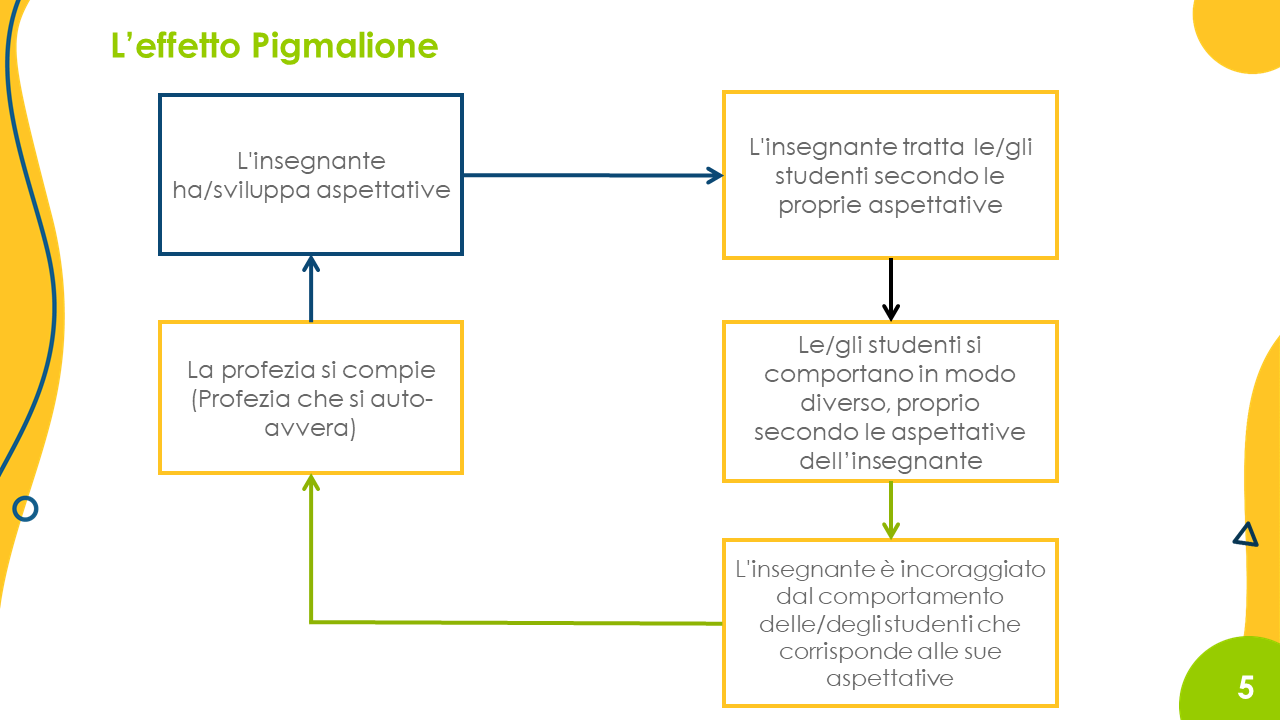 L’effetto Pigmalione
L'insegnante
ha/sviluppa aspettative
L'insegnante tratta le/gli
studenti secondo le
proprie aspettative
Le/gli studenti si
comportano in modo
diverso, proprio
secondo le aspettative
dell’insegnante
L'insegnante è incoraggiato
dal comportamento
delle/degli studenti che
corrisponde alle sue
aspettative
La profezia si compie
(Profezia che si auto-
avvera)
5